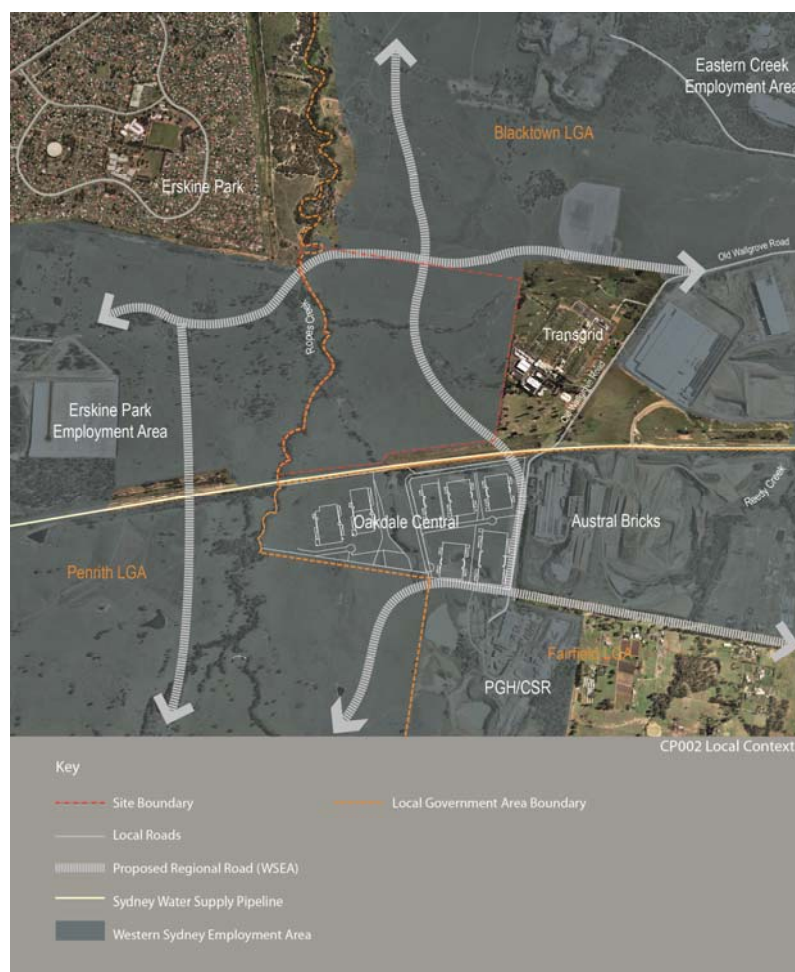 Eastern Creek
Employment Area
Blacktown LGA
Erskine Park
Old Wallgrove Road
Ropes Creek
Transgrid
Erskine Park
Employment Area
Reedy Creek
Oakdale Central
Austral Bricks
Penrith LGA
Fairfield LGA
PGH/CSR
CP002 Local Context
Key
Site Boundary
Local Government Area Boundary
Local Roads
Proposed Regional Road (WSEA)
Sydney Water Supply Pipeline
Western Sydney Employment Area